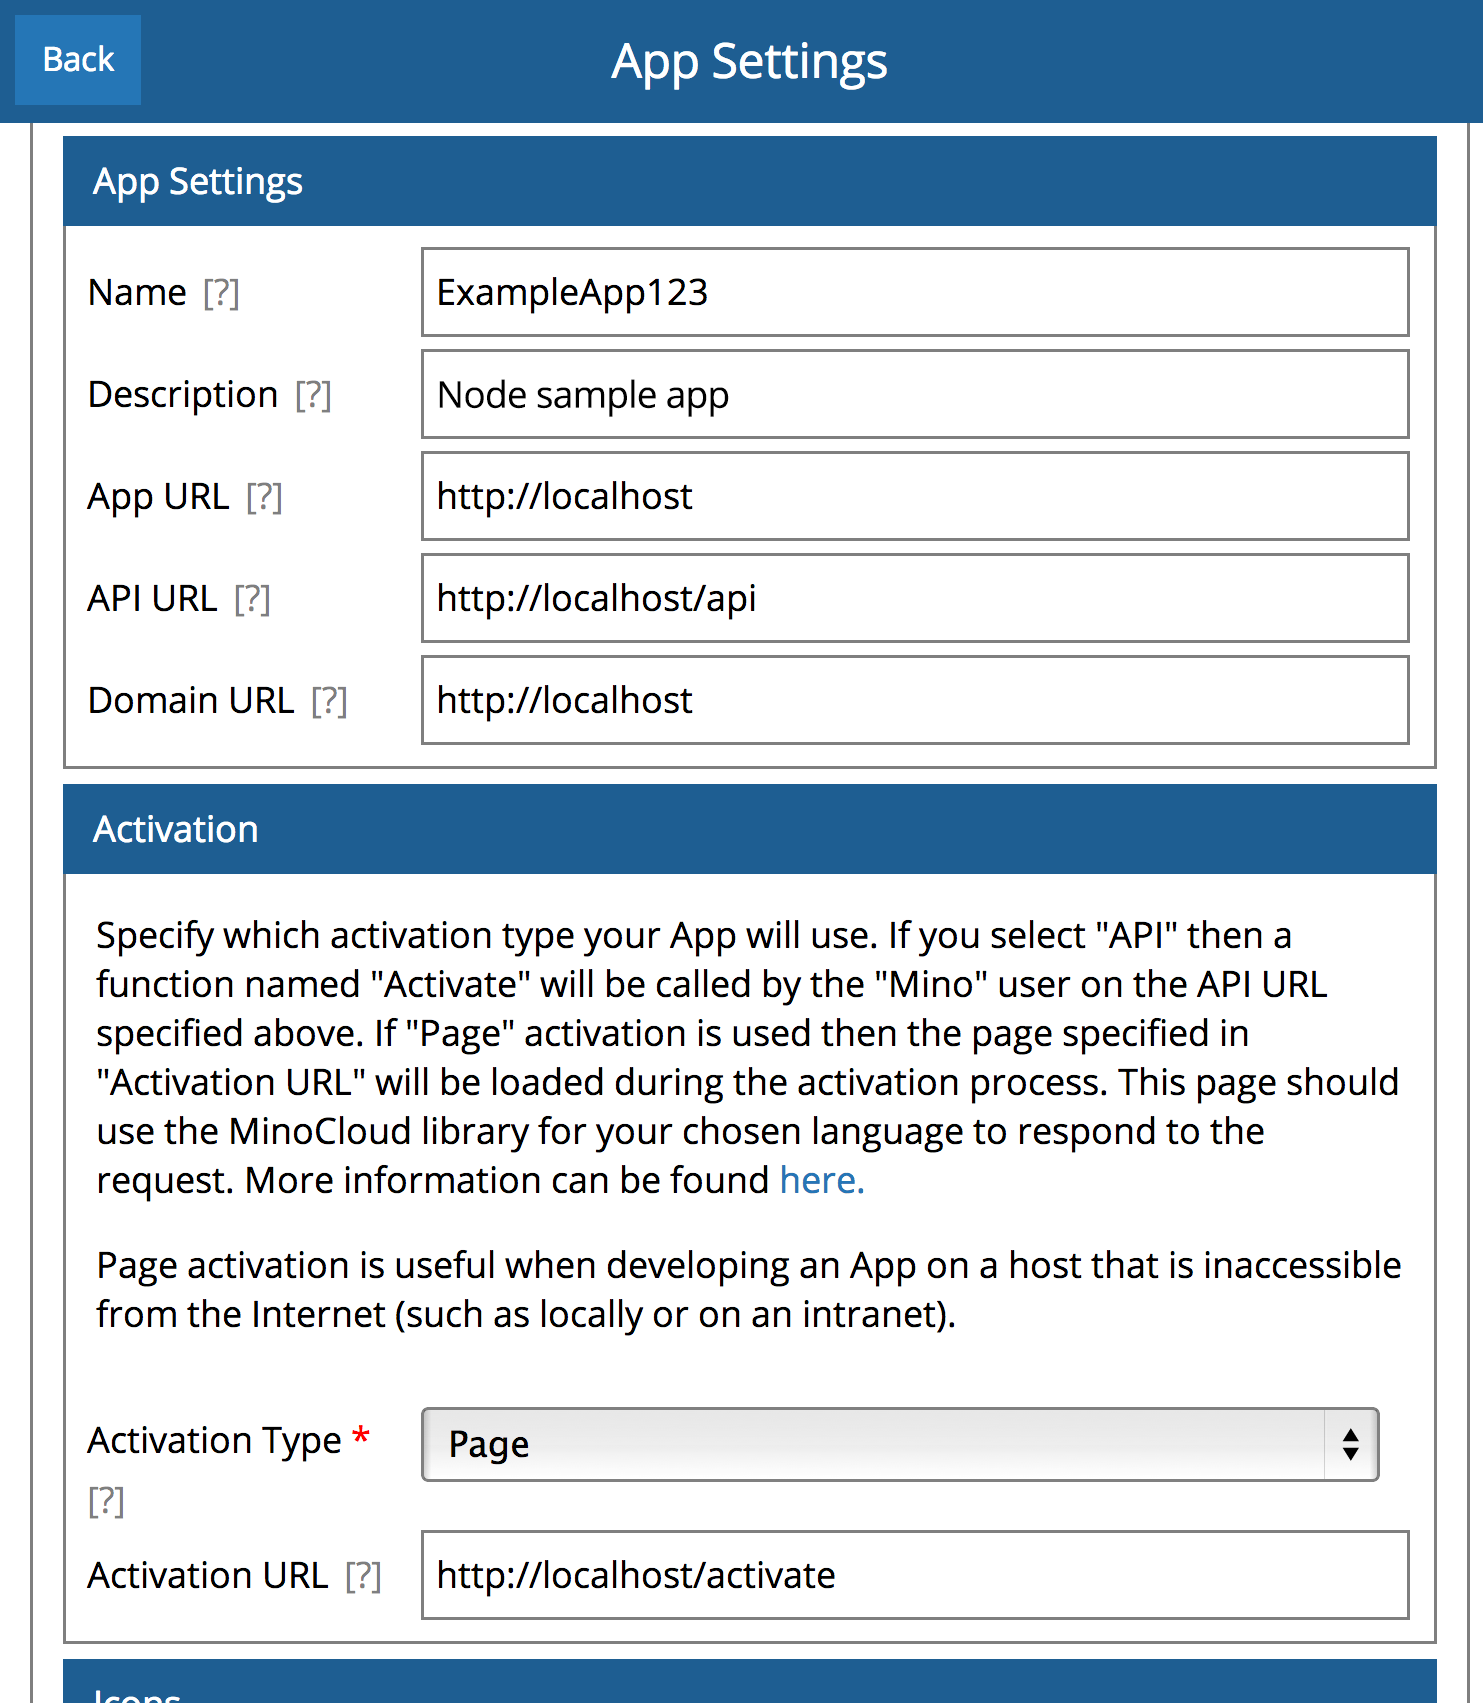 Back
App Settings
App Settings
Name [?]
ExampleApp123
Description [?]
Node sample app
App URL [?]
http://localhost
API URL [?]
http://localhost/api
Domain URL [?]
http://localhost
Activation
Specify which activation type your App will use. If you select "API" then a
function named "Activate" will be called by the "Mino" user on the API URL
specified above. If "Page" activation is used then the page specified in
"Activation URL" will be loaded during the activation process. This page should
use the MinoCloud library for your chosen language to respond to the
request. More information can be found here.
Page activation is useful when developing an App on a host that is inaccessible
from the Internet (such as locally or on an intranet).
Activation Type *
[?]
Page
Activation URL [?]
http://localhost/activate
Icons